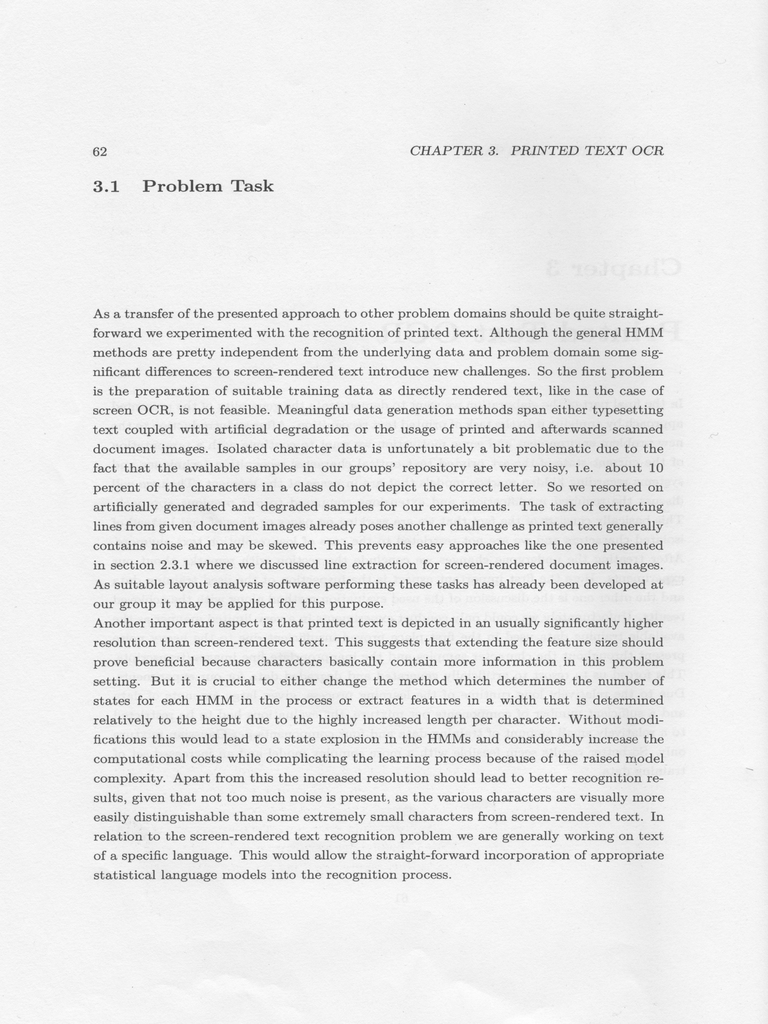 62 CHAPTER 3. PRINTED TEXT OCR
3.1 Problem Task
As a transfer of the presented approach to other problem domains should be quite straight-
forward we experimented with the recognition of printed text. Although the general HMM
methods are pretty independent from the underlying data and problem domain some sig-
nificant differences to screen-rendered text introduce new challenges. So the first problem
is the preparation of suitable training data as directly rendered text, like in the case of
screen OCR, is not feasible. Meaningful data generation methods span either typesetting
text coupled with artificial degradation or the usage of printed and afterwards scanned
document images. Isolated character data is unfortunately a bit problematic due to the
fact that the available samples in our groups' repository are very noisy, i.e. about 10
percent of the characters in a class do not depict the correct letter. So we resorted on
artificially generated and degraded samples for our experiments. The task of extracting
lines from given document images already poses another challenge as printed text generally
contains noise and may be skewed. This prevents easy approaches like the one presented
in section 2.3.1 where we discussed line extraction for screen-rendered document images.
As suitable layout analysis software performing these tasks has already been developed at
our group it may be applied for this purpose.
Another important aspect is that printed text is depicted in an usually significantly higher
resolution than screen-rendered text. This suggests that extending the feature size should
prove beneficial because characters basically contain more information in this problem
setting. But it is crucial to either change the method which determines the number of
states for each HMM in the process or extract features in a width that is determined
relatively to the height due to the highly increased length per character. Without modi-
fications this would lead to a state explosion in the HMMs and considerably increase the
computational costs while complicating the learning process because of the raised model
complexity. Apart from this the increased resolution should lead to better recognition re-
sults, given that not too much noise is present, as the various characters are visually more
easily distinguishable than some extremely small characters from screen-rendered text. In
relation to the screen-rendered text recognition problem we are generally working on text
of a specific language. This would allow the straight-forward incorporation of appropriate
statistical language models into the recognition process.